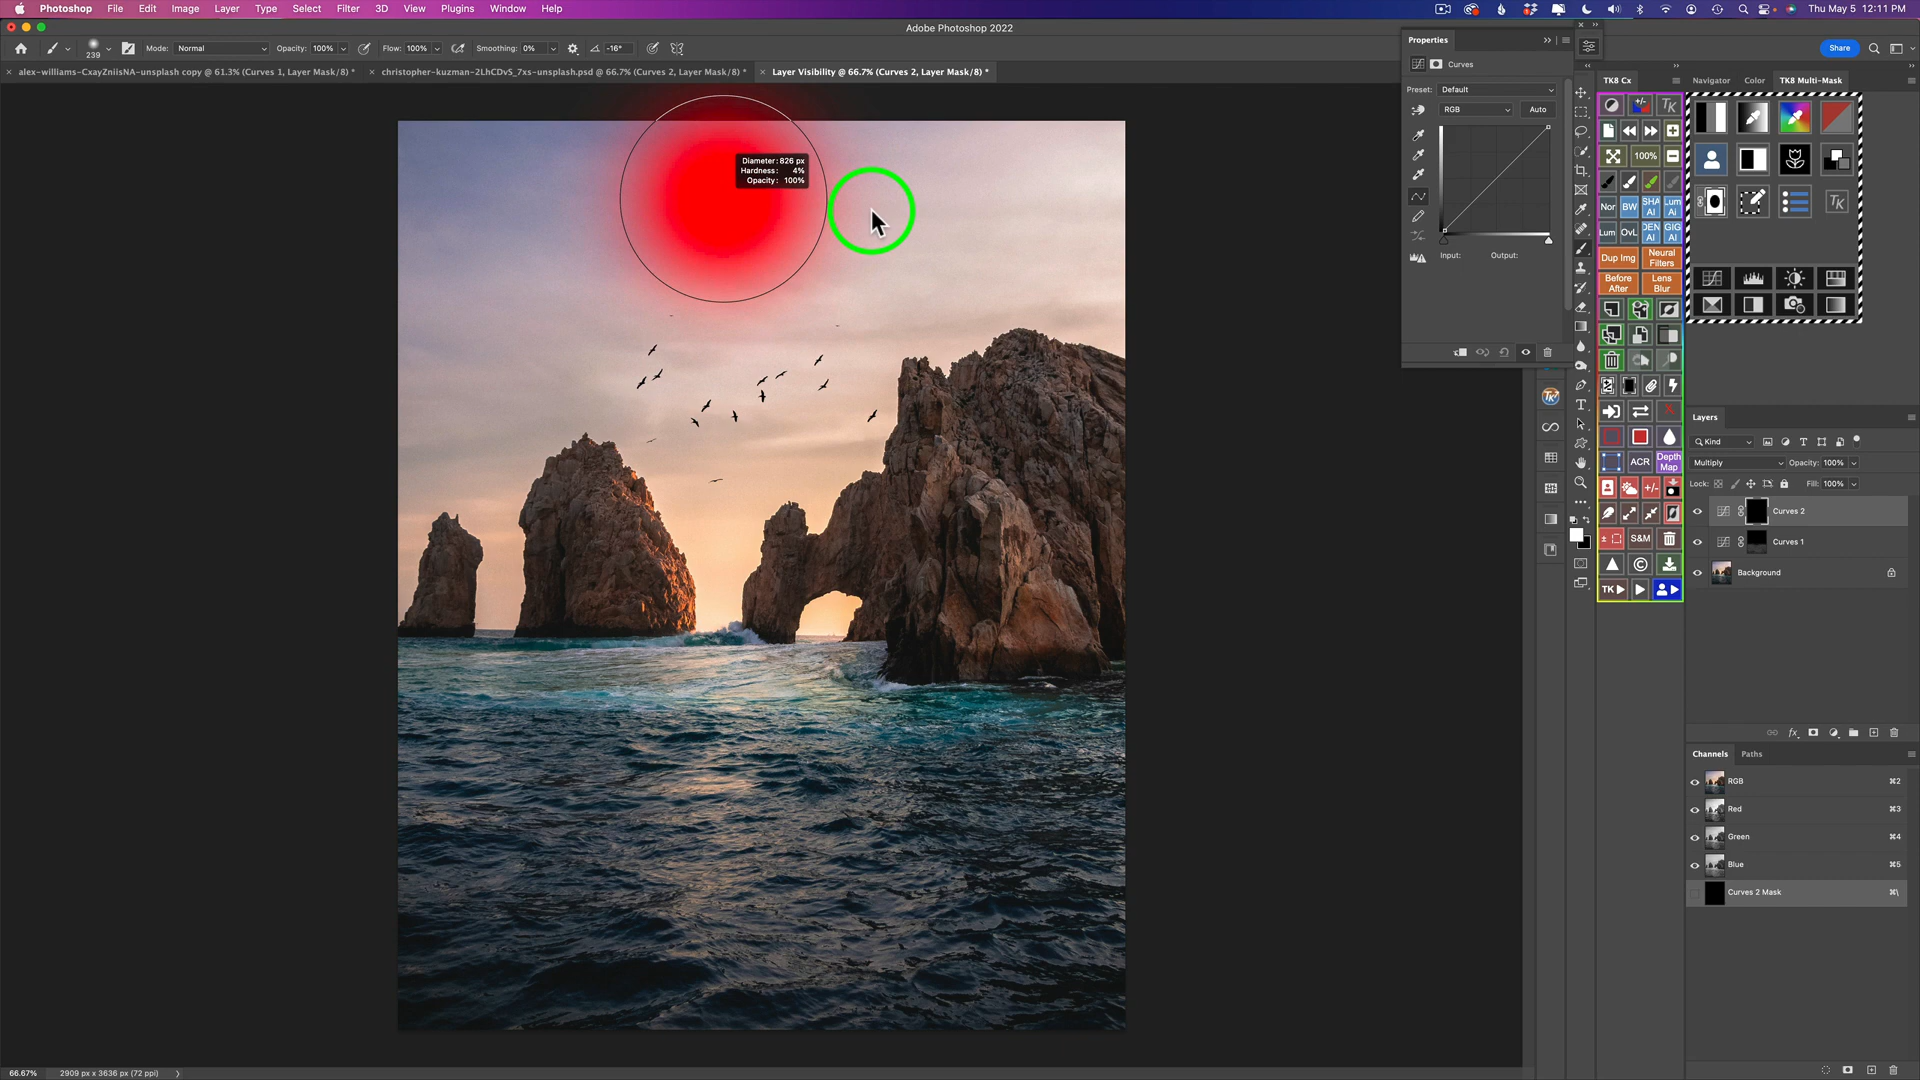 Photoshop File Edit Image Layer Type Select Filter 3D View Plugins Window Help Thu May 5 12:11 PM
Adobe Photoshop 2022
239 Mode: Normal Opacity: 100% Flow: 100% Smoothing: 0% -16° Share
alex-williams-CxayZniisNA-unsplash copy @ 61.3% (Curves 1, Layer Mask/8) * christopher-kuzman-2LhCDvS_7xs-unsplash.psd @ 66.7% (Curves 2, Layer Mask/8) * Layer Visibility @ 66.7% (Curves 2, Layer Mask/8) *
Diameter: 826 px
Hardness: 4%
Opacity: 100%
Properties
Curves
Preset: Default
RGB Auto
Input: Output:
TK8 Cx
TK
100%
Nor BW SHA AI Lum Ai
Lum OvL DEN AI GIG AI
Dup Img Neural Filters
Before After Lens Blur
X
ACR Depth Map
+/-
S&M
TK
Navigator Color TK8 Multi-Mask
TK
Layers
Kind
Multiply Opacity: 100%
Lock: Fill: 100%
Curves 2
Curves 1
Background
fx
Channels Paths
RGB ⌘2
Red ⌘3
Green ⌘4
Blue ⌘5
Curves 2 Mask ⌘\
66.67% 2909 px x 3636 px (72 ppi)